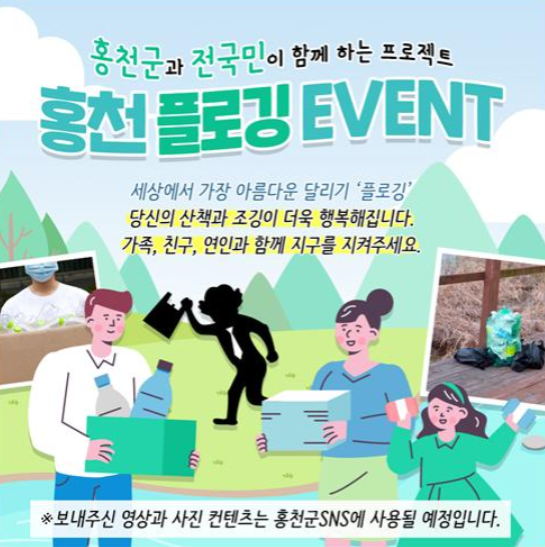 홍천군과 전국민이 함께 하는 프로젝트
홍천 플로깅 EVENT
세상에서 가장 아름다운 달리기 ‘플로깅’
당신의 산책과 조깅이 더욱 행복해집니다.
가족, 친구, 연인과 함께 지구를 지켜주세요.
※보내주신 영상과 사진 컨텐츠는 홍천군SNS에 사용될 예정입니다.